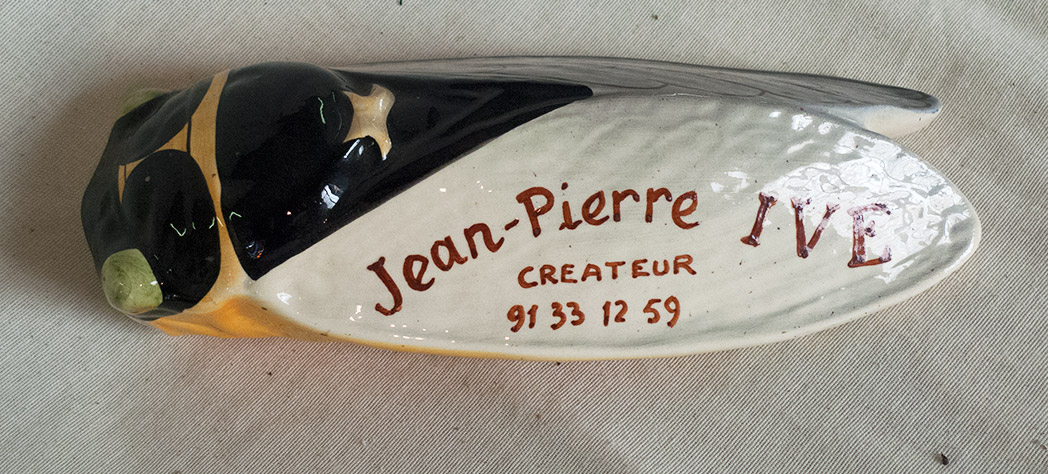 Jean-Pierre IVE
CREATEUR
91 33 12 59